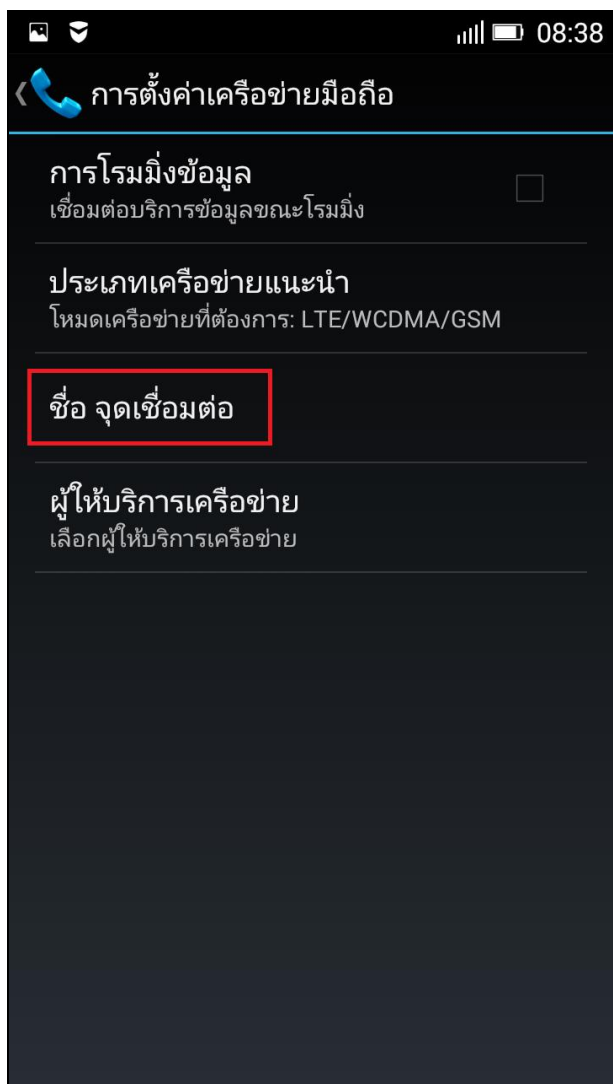 08:38
การตั้งค่าเครือข่ายมือถือ
การโรมมิ่งข้อมูล
เชื่อมต่อบริการข้อมูลขณะโรมมิ่ง
ประเภทเครือข่ายแนะนำ
โหมดเครือข่ายที่ต้องการ: LTE/WCDMA/GSM
ชื่อ จุดเชื่อมต่อ
ผู้ให้บริการเครือข่าย
เลือกผู้ให้บริการเครือข่าย